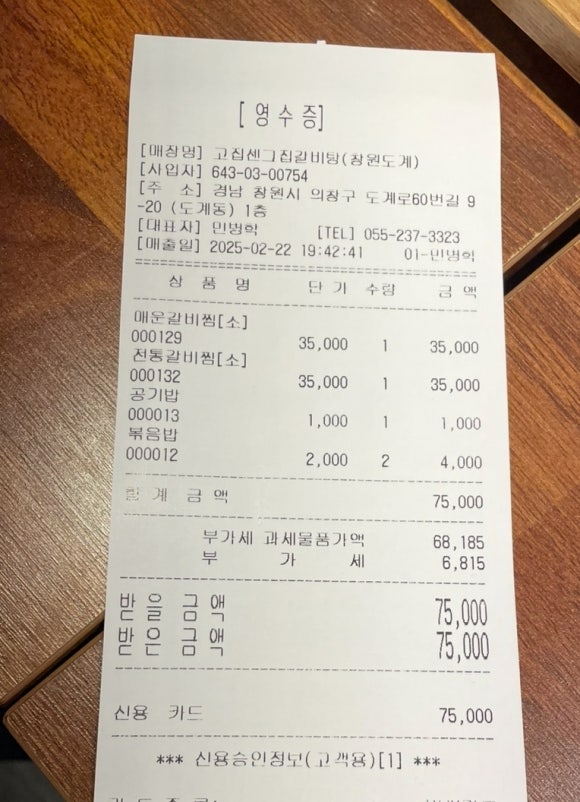 [ 영 수 증]
[매장명] 고집센그집갈비탕(창원도계)
[사업자] 643-03-00754
[주 소] 경남 창원시 의창구 도계로60번길 9
-20 (도계동) 1층
[대표자] 민병학 [TEL] 055-237-3323
[매출일] 2025-02-22 19:42:41 01-민병학
상 품 명 단 가 수량 금 액
매운갈비찜[소]
000129 35,000 1 35,000
전통갈비찜[소]
000132 35,000 1 35,000
공기밥
000013 1,000 1 1,000
볶음밥
000012 2,000 2 4,000
합 계 금 액 75,000
부가세 과세물품가액 68,185
부 가 세 6,815
받 을 금 액 75,000
받 은 금 액 75,000
신용 카드 75,000
*** 신용승인정보(고객용)[1] ***